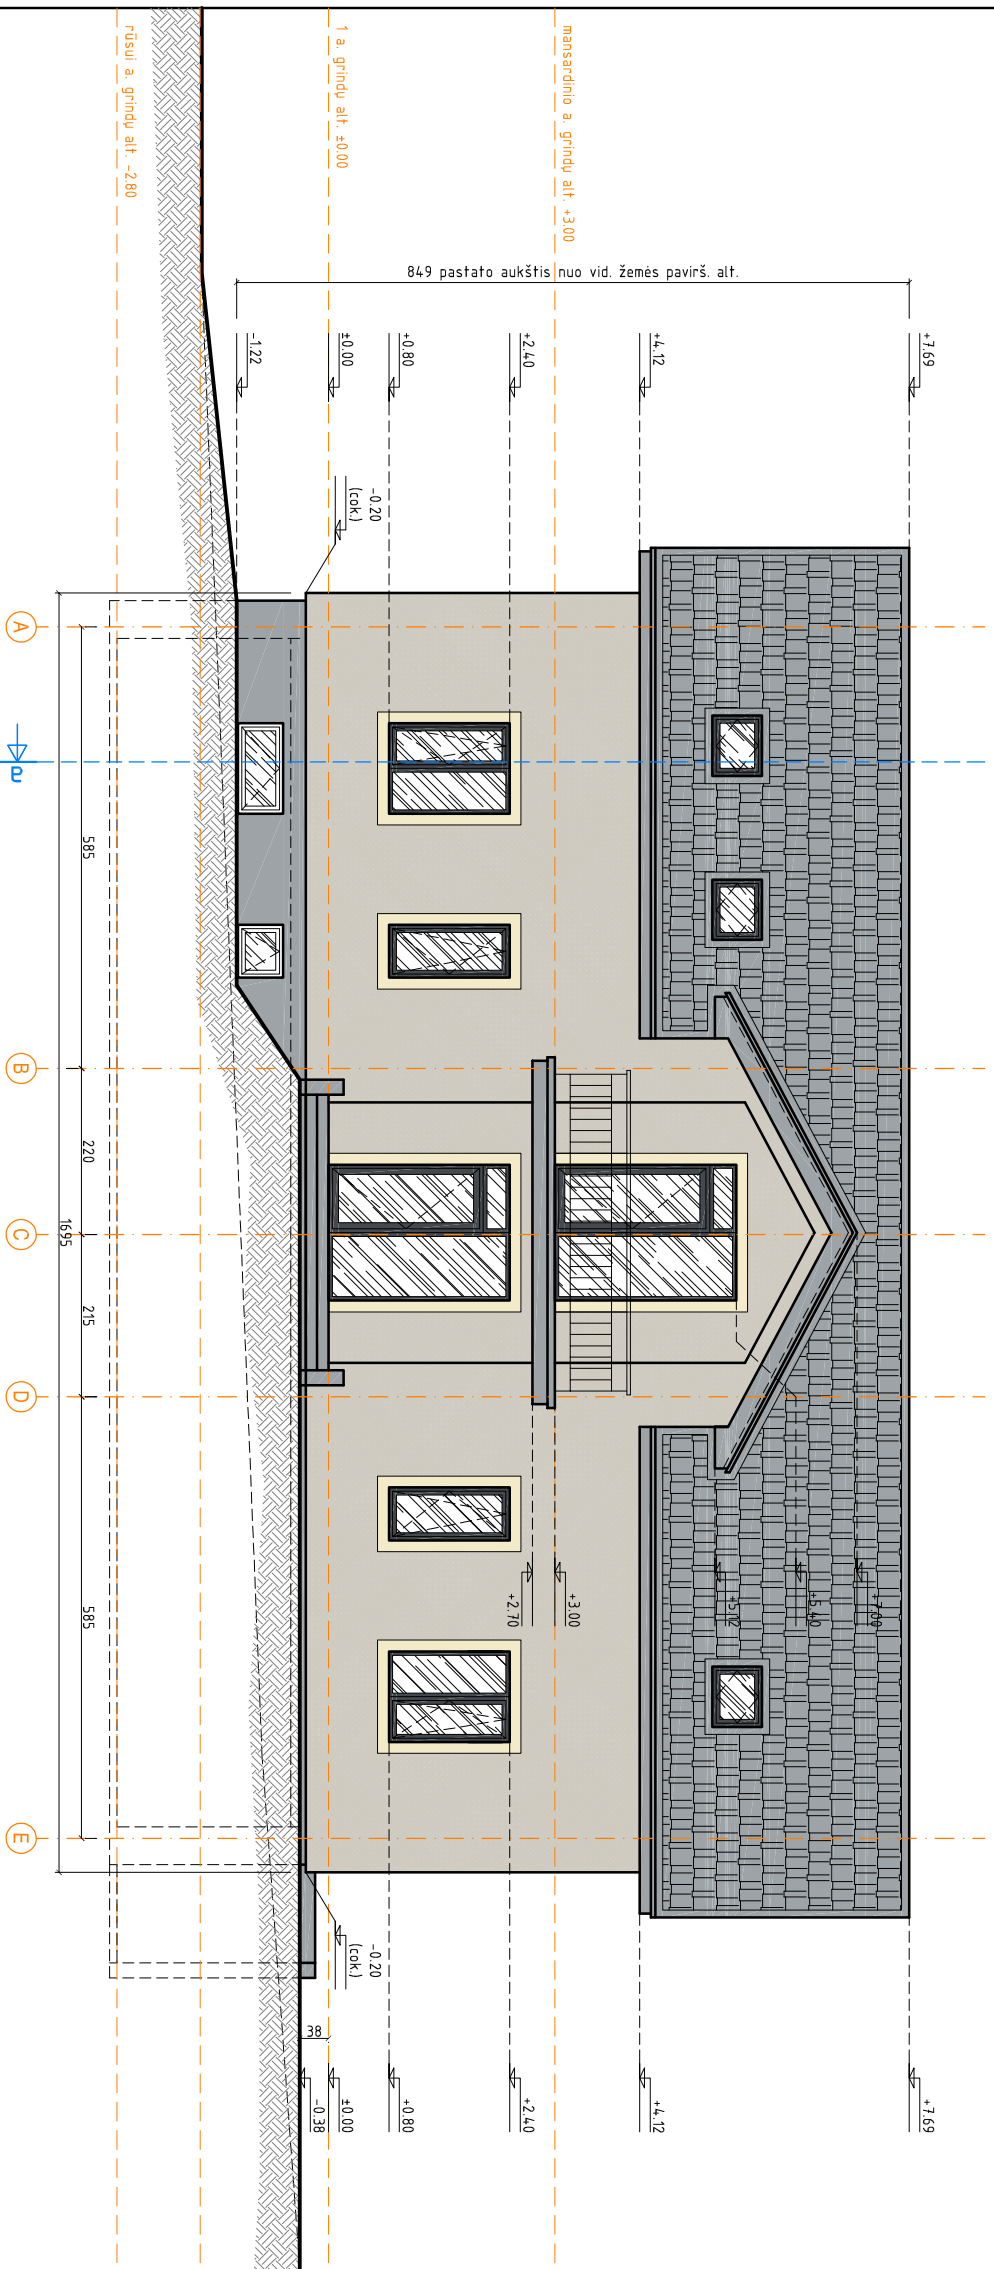 rūsui a. grindų alt. -2.80
1 a. grindų alt. ±0.00
mansardinio a. grindų alt. +3.00
849 pastato aukštis nuo vid. žemės pavirš. alt.
+7.69
+4.12
+2.40
+0.80
±0.00
-1.22
-0.20
(cok.)
+7.00
+5.40
+5.12
+3.00
+2.70
-0.20
(cok.)
38
+7.69
+4.12
+2.40
+0.80
±0.00
-0.38
585
220
215
585
1695
A
a
B
C
D
E